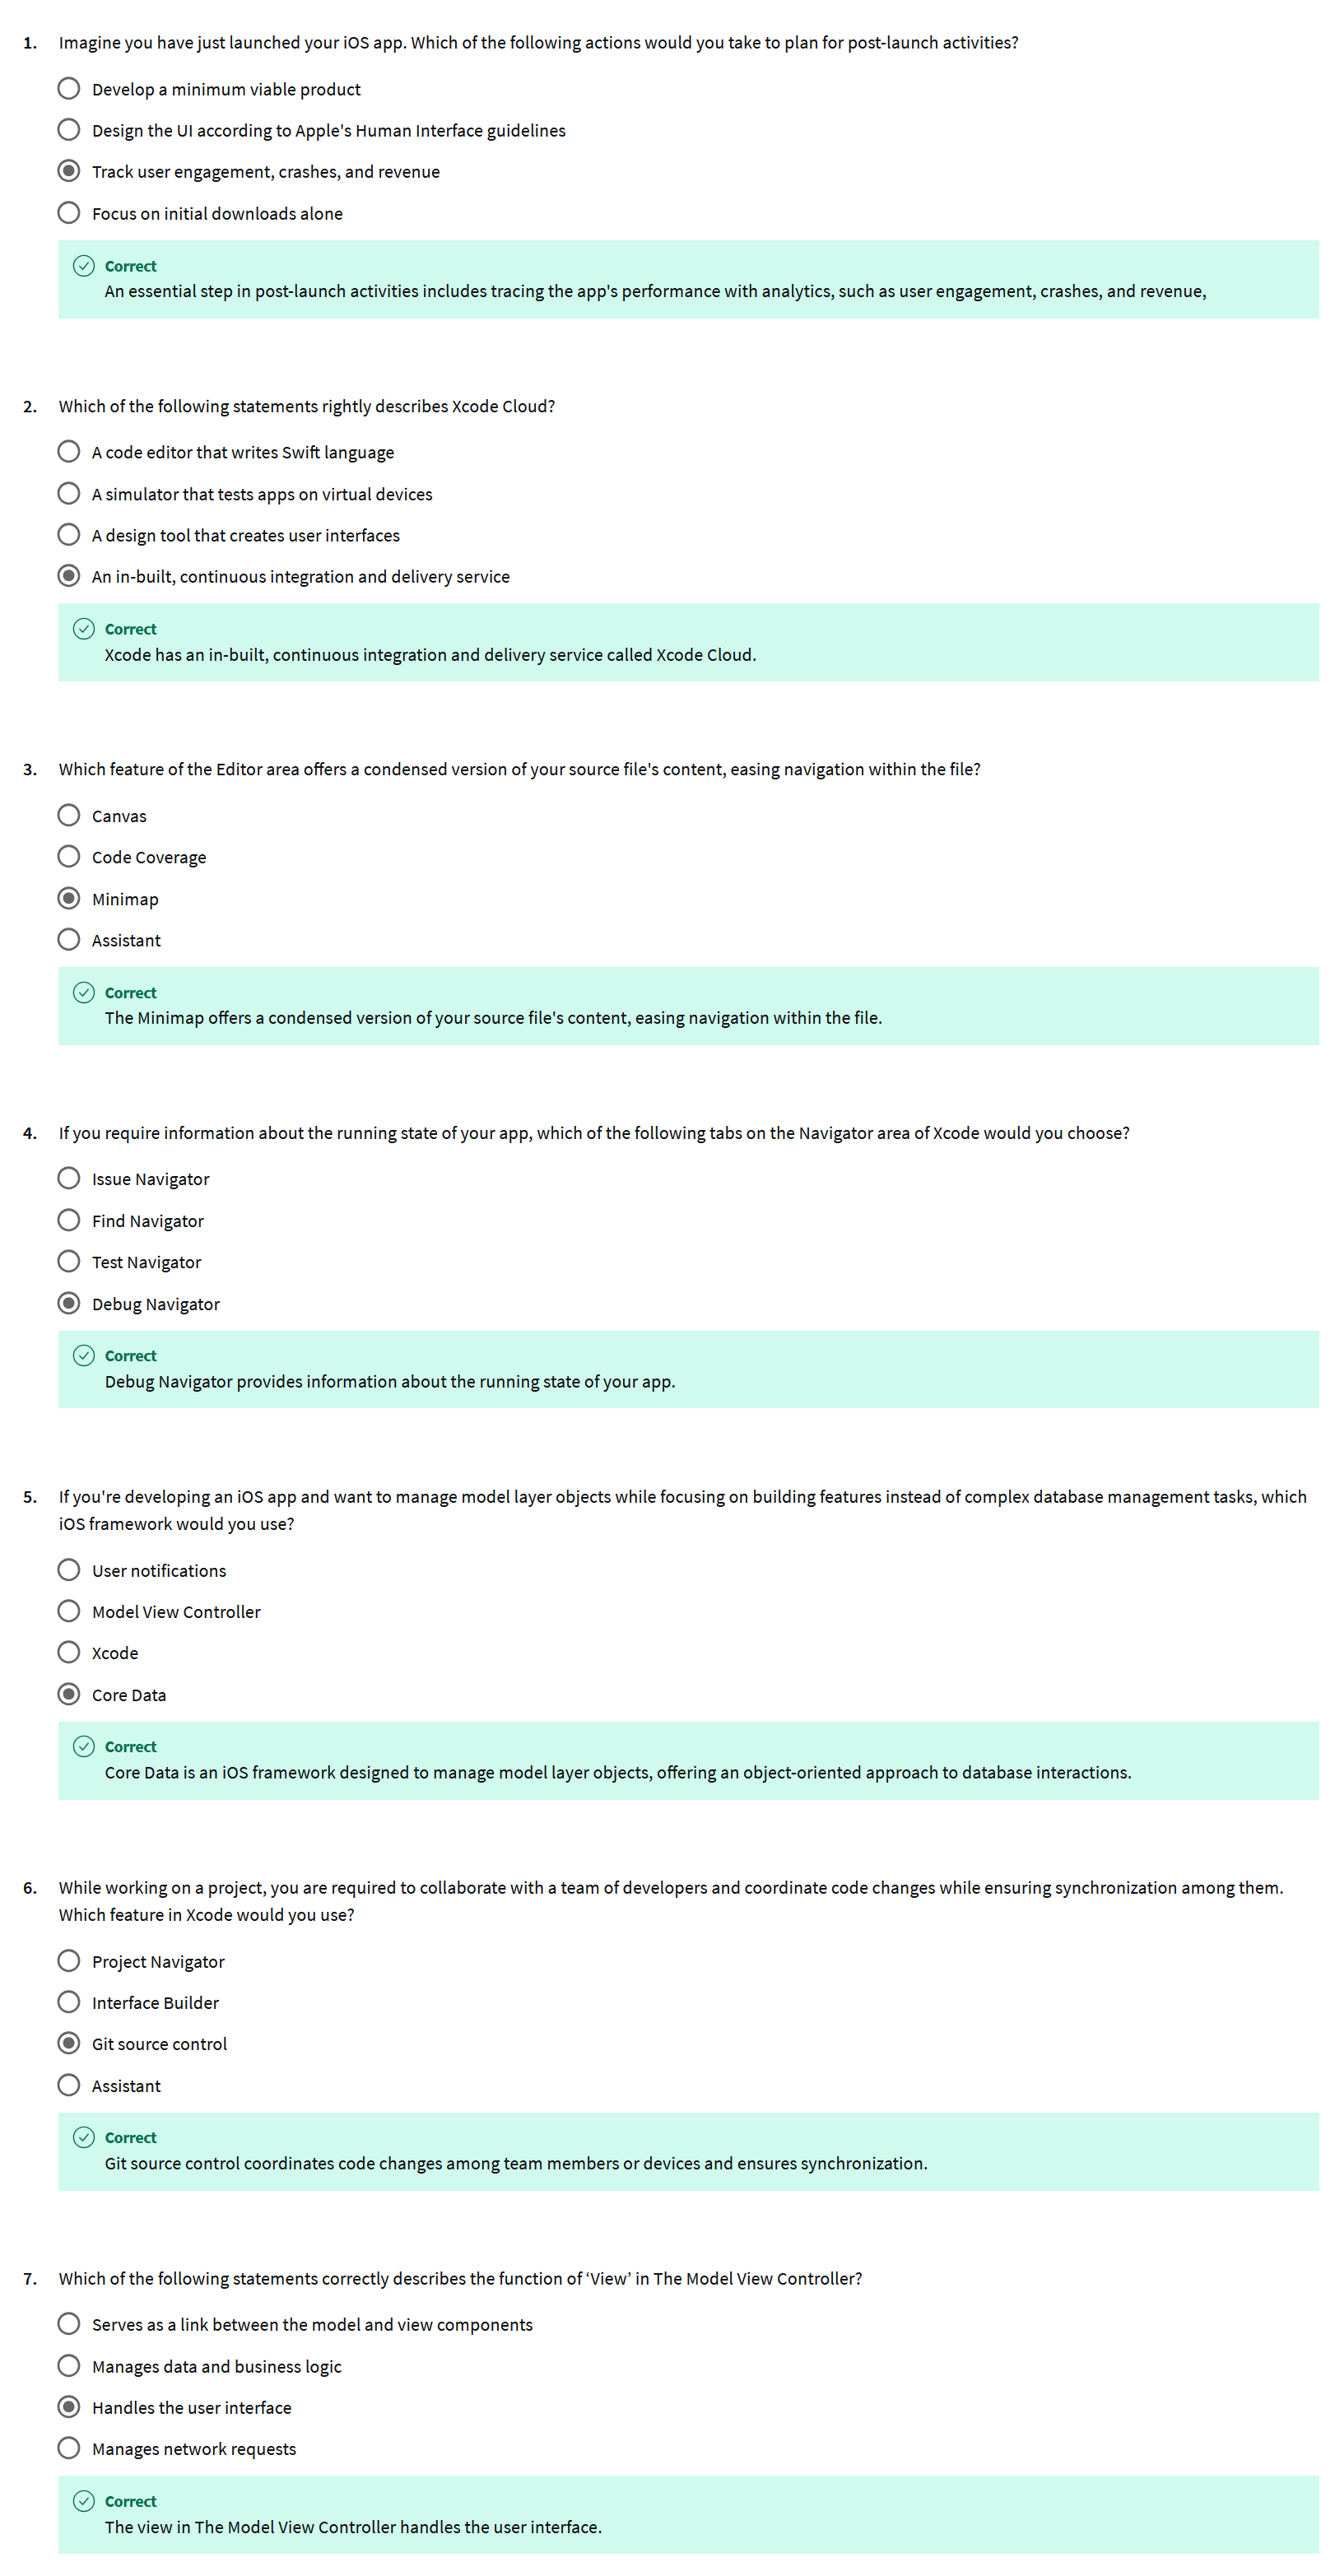 1. Imagine you have just launched your iOS app. Which of the following actions would you take to plan for post-launch activities?
Develop a minimum viable product
Design the UI according to Apple's Human Interface guidelines
Track user engagement, crashes, and revenue
Focus on initial downloads alone
Correct
An essential step in post-launch activities includes tracing the app's performance with analytics, such as user engagement, crashes, and revenue,
2. Which of the following statements rightly describes Xcode Cloud?
A code editor that writes Swift language
A simulator that tests apps on virtual devices
A design tool that creates user interfaces
An in-built, continuous integration and delivery service
Correct
Xcode has an in-built, continuous integration and delivery service called Xcode Cloud.
3. Which feature of the Editor area offers a condensed version of your source file's content, easing navigation within the file?
Canvas
Code Coverage
Minimap
Assistant
Correct
The Minimap offers a condensed version of your source file's content, easing navigation within the file.
4. If you require information about the running state of your app, which of the following tabs on the Navigator area of Xcode would you choose?
Issue Navigator
Find Navigator
Test Navigator
Debug Navigator
Correct
Debug Navigator provides information about the running state of your app.
5. If you're developing an iOS app and want to manage model layer objects while focusing on building features instead of complex database management tasks, which
iOS framework would you use?
User notifications
Model View Controller
Xcode
Core Data
Correct
Core Data is an iOS framework designed to manage model layer objects, offering an object-oriented approach to database interactions.
6. While working on a project, you are required to collaborate with a team of developers and coordinate code changes while ensuring synchronization among them.
Which feature in Xcode would you use?
Project Navigator
Interface Builder
Git source control
Assistant
Correct
Git source control coordinates code changes among team members or devices and ensures synchronization.
7. Which of the following statements correctly describes the function of ‘View’ in The Model View Controller?
Serves as a link between the model and view components
Manages data and business logic
Handles the user interface
Manages network requests
Correct
The view in The Model View Controller handles the user interface.